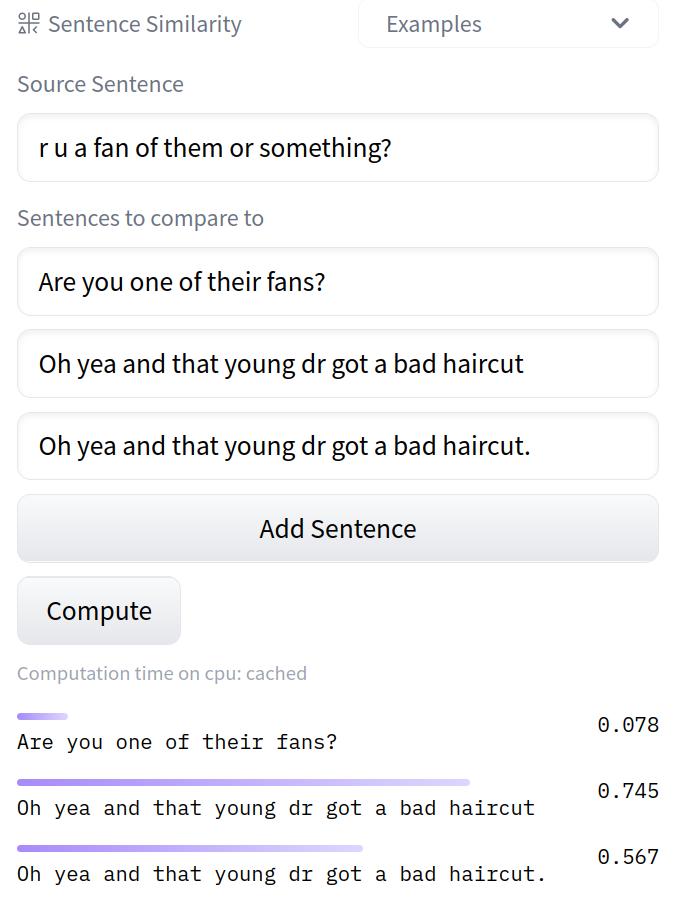 Sentence Similarity
Examples
Source Sentence
r u a fan of them or something?
Sentences to compare to
Are you one of their fans?
Oh yea and that young dr got a bad haircut
Oh yea and that young dr got a bad haircut.
Add Sentence
Compute
Computation time on cpu: cached
Are you one of their fans?
0.078
Oh yea and that young dr got a bad haircut
0.745
Oh yea and that young dr got a bad haircut.
0.567